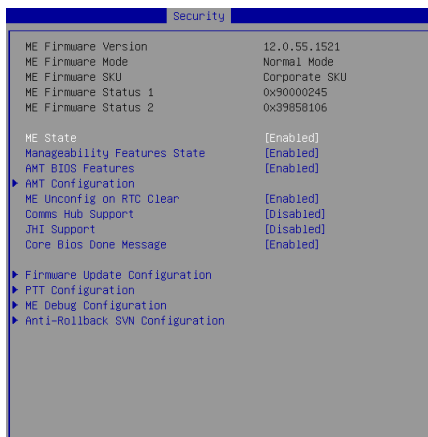 Security
ME Firmware Version 12.0.55.1521
ME Firmware Mode Normal Mode
ME Firmware SKU Corporate SKU
ME Firmware Status 1 0x90000245
ME Firmware Status 2 0x39858106
ME State [Enabled]
Manageability Features State [Enabled]
AMT BIOS Features [Enabled]
AMT Configuration
ME Unconfig on RTC Clear [Enabled]
Comms Hub Support [Disabled]
JHI Support [Disabled]
Core Bios Done Message [Enabled]
Firmware Update Configuration
PTT Configuration
ME Debug Configuration
Anti-Rollback SVN Configuration